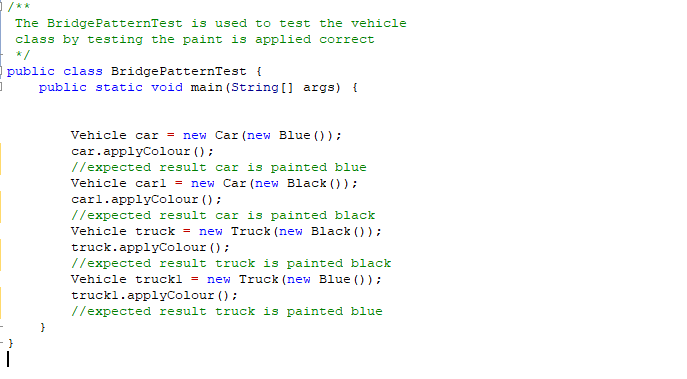 /**
The BridgePatternTest is used to test the vehicle
class by testing the paint is applied correct
*/
public class BridgePatternTest {
public static void main(String[] args) {
Vehicle car = new Car(new Blue());
car.applyColour();
//expected result car is painted blue
Vehicle car1 = new Car(new Black());
car1.applyColour();
//expected result car is painted black
Vehicle truck = new Truck(new Black());
truck.applyColour();
//expected result truck is painted black
Vehicle truck1 = new Truck(new Blue());
truck1.applyColour();
//expected result truck is painted blue
}
}